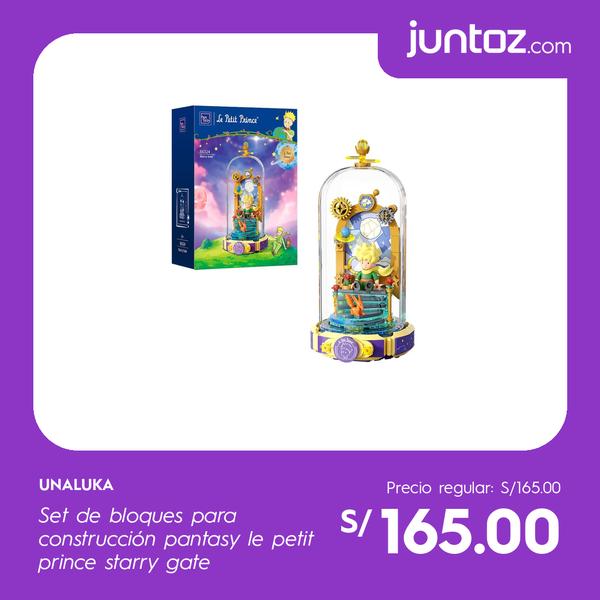 juntoz.com
Le Petit Prince
UNALUKA
Set de bloques para
construcción pantasy le petit
prince starry gate
Precio regular: S/165.00
S/ 165.00